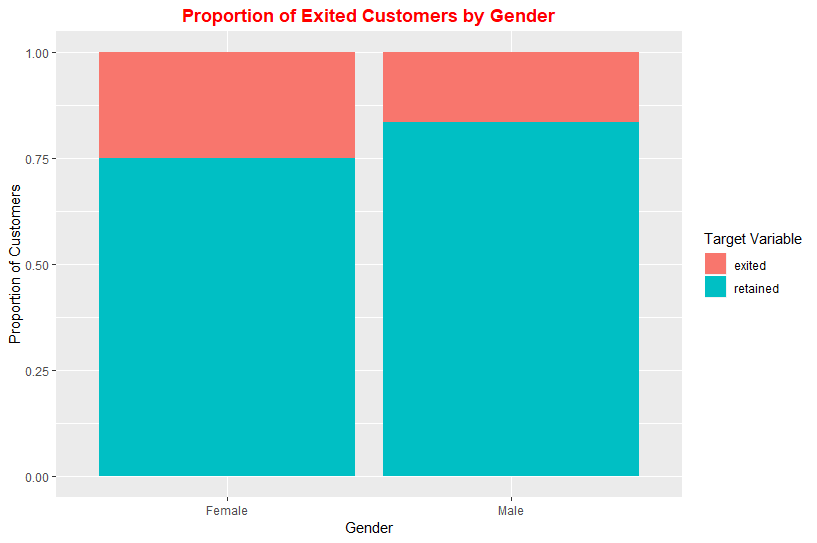 Proportion of Exited Customers by Gender
Proportion of Customers
1.00
0.75
0.50
0.25
0.00
Female
Male
Gender
Target Variable
exited
retained